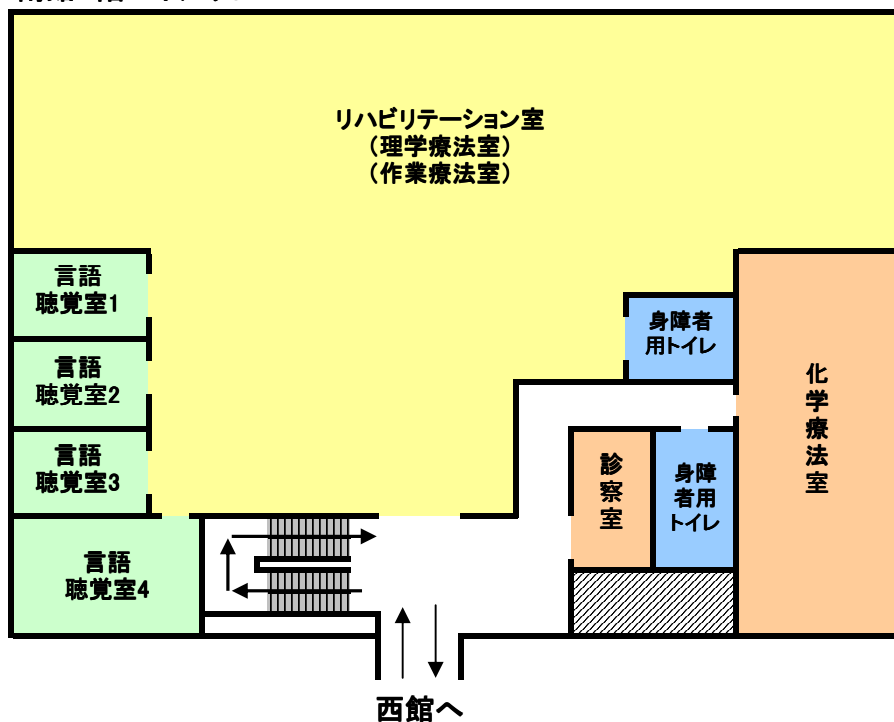 リハビリテーション室
（理学療法室）
（作業療法室）
言語
聴覚室1
身障者
用トイレ
言語
聴覚室2
化学療法室
言語
聴覚室3
診察室
身障
者用
トイレ
言語
聴覚室4
西館へ